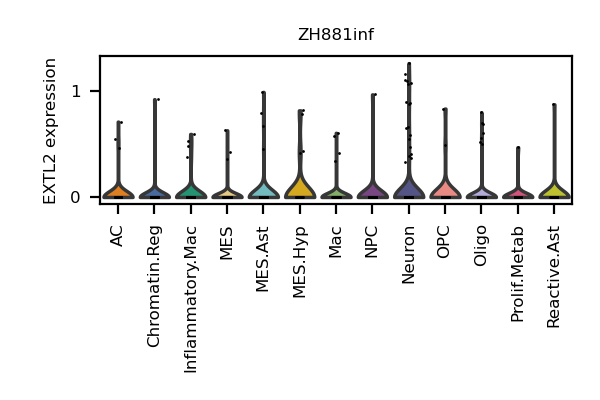 ZH881inf
EXTL2 expression
1
0
AC
Chromatin.Reg
Inflammatory.Mac
MES
MES.Ast
MES.Hyp
Mac
NPC
Neuron
OPC
Oligo
Prolif.Metab
Reactive.Ast